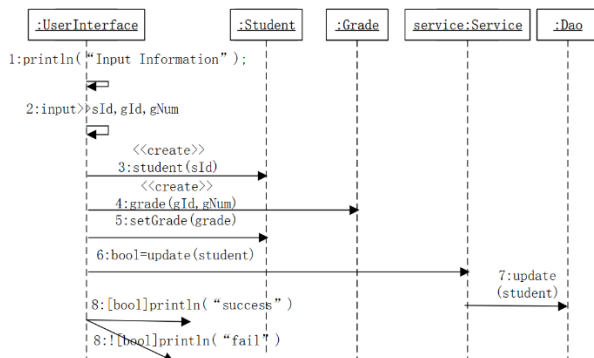 :UserInterface
:Student
:Grade
service:Service
:Dao
1:println(“Input Information”);
2:input>>sId,gId,gNum
<<create>>
3:student(sId)
<<create>>
4:grade(gId,gNum)
5:setGrade(grade)
6:bool=update(student)
7:update
(student)
8:[bool]println(“success”)
8:![bool]println(“fail”)